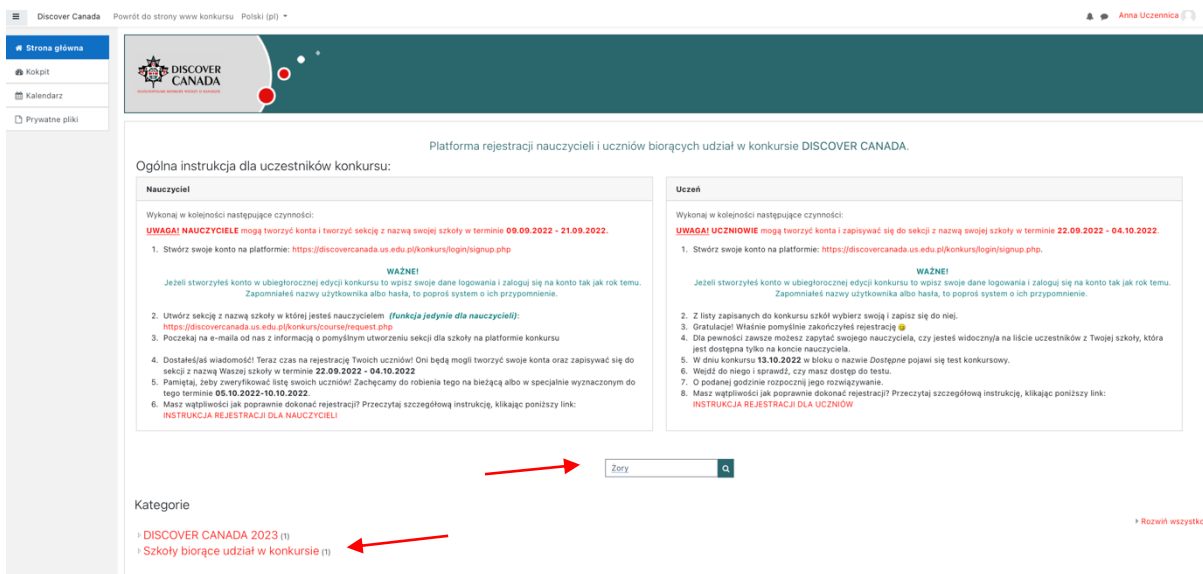 Discover Canada Powrót do strony www konkursu Polski (pl)
Anna Uczennica
Strona główna
Kokpit
Kalendarz
Prywatne pliki
DISCOVER
CANADA
Platforma rejestracji nauczycieli i uczniów biorących udział w konkursie DISCOVER CANADA.
Ogólna instrukcja dla uczestników konkursu:
Nauczyciel
Wykonaj w kolejności następujące czynności:
UWAGA! NAUCZYCIELE mogą tworzyć konta i tworzyć sekcję z nazwą swojej szkoły w terminie 09.09.2022 - 21.09.2022.
1. Stwórz swoje konto na platformie: https://discovercanada.us.edu.pl/konkurs/login/signup.php
WAŻNE!
Jeżeli stworzyłeś konto w ubiegłorocznej edycji konkursu to wpisz swoje dane logowania i zaloguj się na konto tak jak rok temu.
Zapomniałeś nazwy użytkownika albo hasła, to poproś system o ich przypomnienie.
2. Utwórz sekcję z nazwą szkoły w której jesteś nauczycielem (funkcja jedynie dla nauczycieli):
https://discovercanada.us.edu.pl/konkurs/course/request.php
3. Poczekaj na e-maila od nas z informacją o pomyślnym utworzeniu sekcji dla szkoły na platformie konkursu
4. Dostałeś/aś wiadomość! Teraz czas na rejestrację Twoich uczniów! Oni będą mogli tworzyć swoje konta oraz zapisywać się do
sekcji z nazwą Waszej szkoły w terminie 22.09.2022 - 04.10.2022
5. Pamiętaj, żeby zweryfikować listę swoich uczniów! Zachęcamy do robienia tego na bieżącą albo w specjalnie wyznaczonym do
tego terminie 05.10.2022-10.10.2022.
6. Masz wątpliwości jak poprawnie dokonać rejestracji? Przeczytaj szczegółową instrukcję, klikając poniższy link:
INSTRUKCJA REJESTRACJI DLA NAUCZYCIELI
Uczeń
Wykonaj w kolejności następujące czynności:
UWAGA! UCZNIOWIE mogą tworzyć konta i zapisywać się do sekcji z nazwą swojej szkoły w terminie 22.09.2022 - 04.10.2022.
1. Stwórz swoje konto na platformie: https://discovercanada.us.edu.pl/konkurs/login/signup.php.
WAŻNE!
Jeżeli stworzyłeś konto w ubiegłorocznej edycji konkursu to wpisz swoje dane logowania i zaloguj się na konto tak jak rok temu.
Zapomniałeś nazwy użytkownika albo hasła, to poproś system o ich przypomnienie.
2. Z listy zapisanych do konkursu szkół wybierz swoją i zapisz się do niej.
3. Gratulacje! Właśnie pomyślnie zakończyłeś rejestrację 😀
4. Dla pewności zawsze możesz zapytać swojego nauczyciela, czy jesteś widoczny/a na liście uczestników z Twojej szkoły, która
jest dostępna tylko na koncie nauczyciela.
5. W dniu konkursu 13.10.2022 w bloku o nazwie Dostępne pojawi się test konkursowy.
6. Wejdź do niego i sprawdź, czy masz dostęp do testu.
7. O podanej godzinie rozpocznij jego rozwiązywanie.
8. Masz wątpliwości jak poprawnie dokonać rejestracji? Przeczytaj szczegółową instrukcję, klikając poniższy link:
INSTRUKCJA REJESTRACJI DLA UCZNIÓW
Żory
Kategorie
Rozwiń wszystko
DISCOVER CANADA 2023 (1)
Szkoły biorące udział w konkursie (1)